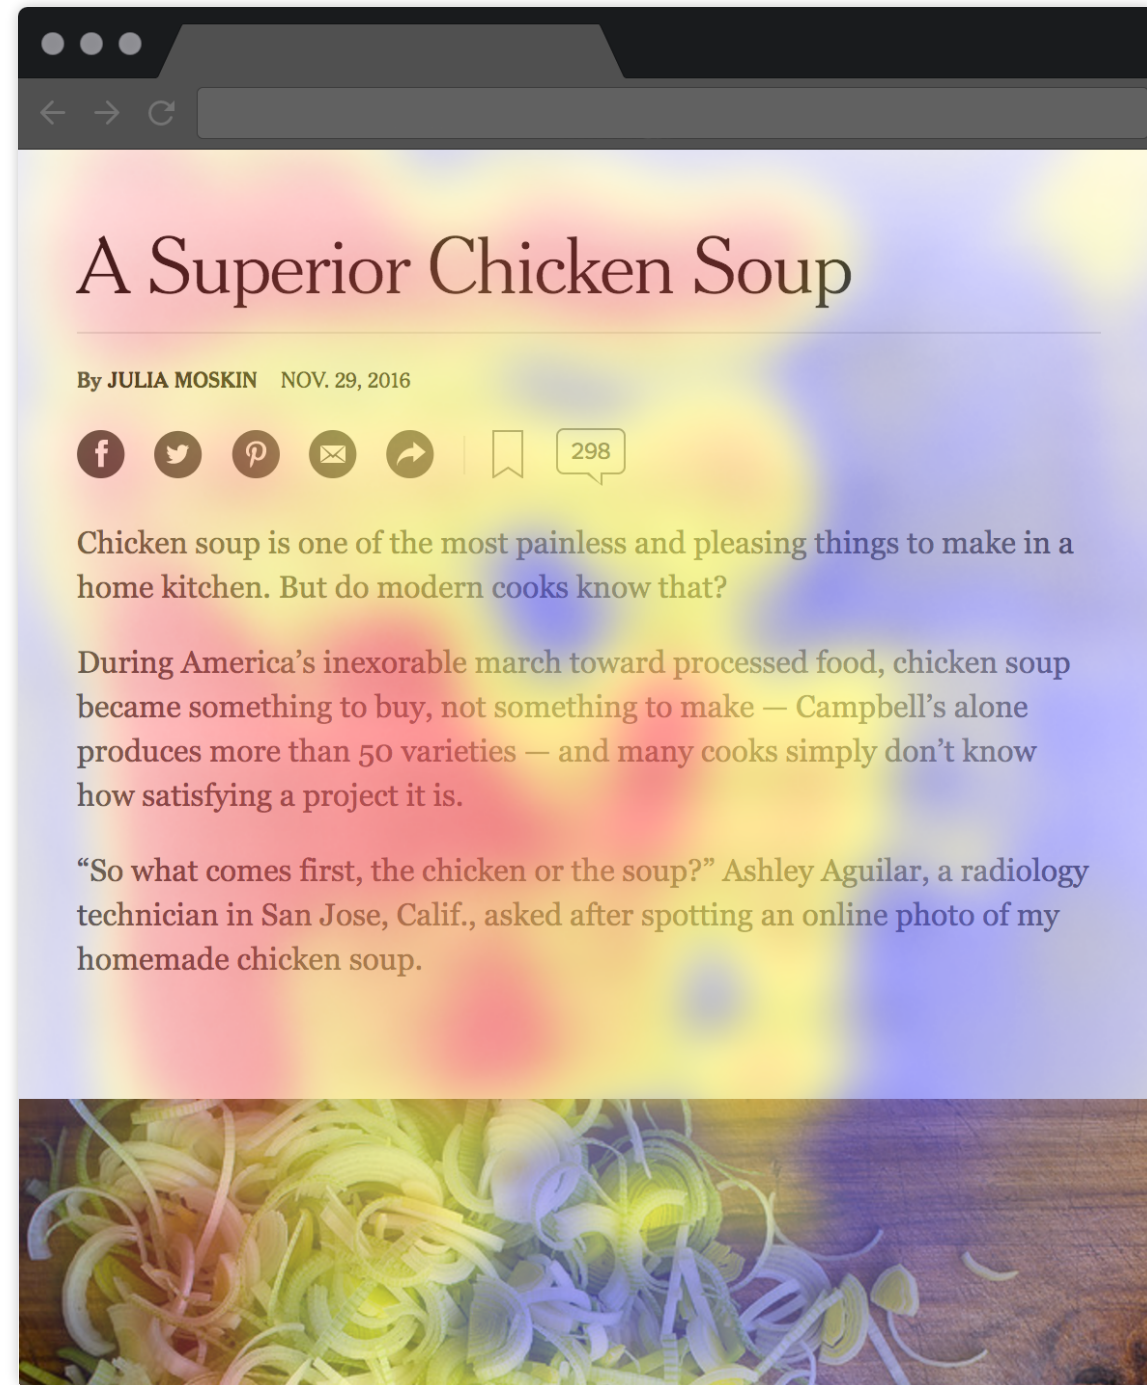 A Superior Chicken Soup
By JULIA MOSKIN NOV. 29, 2016
f 298
Chicken soup is one of the most painless and pleasing things to make in a
home kitchen. But do modern cooks know that?
During America’s inexorable march toward processed food, chicken soup
became something to buy, not something to make — Campbell’s alone
produces more than 50 varieties — and many cooks simply don’t know
how satisfying a project it is.
“So what comes first, the chicken or the soup?” Ashley Aguilar, a radiology
technician in San Jose, Calif., asked after spotting an online photo of my
homemade chicken soup.